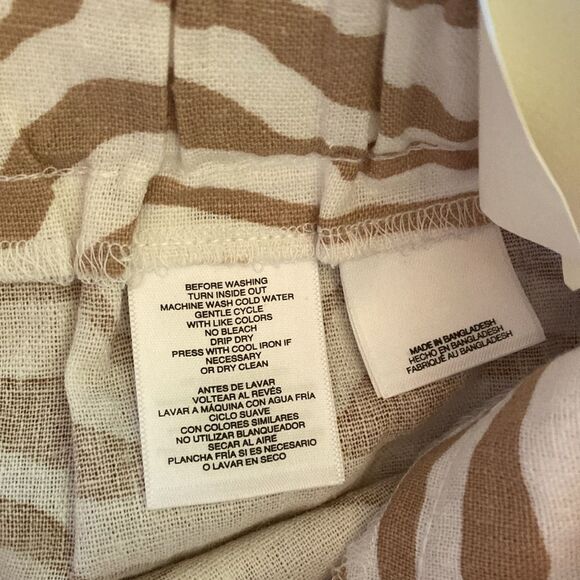 BEFORE WASHING
TURN INSIDE OUT
MACHINE WASH COLD WATER
GENTLE CYCLE
WITH LIKE COLORS
NO BLEACH
DRIP DRY
PRESS WITH COOL IRON IF
NECESSARY
OR DRY CLEAN
ANTES DE LAVAR
VOLTEAR AL REVÉS
LAVAR A MÁQUINA CON AGUA FRÍA
CICLO SUAVE
CON COLORES SIMILARES
NO UTILIZAR BLANQUEADOR
SECAR AL AIRE
PLANCHA FRÍA SI ES NECESARIO
O LAVAR EN SECO
MADE IN BANGLADESH
HECHO EN BANGLADESH
FABRIQUÉ AU BANGLADESH